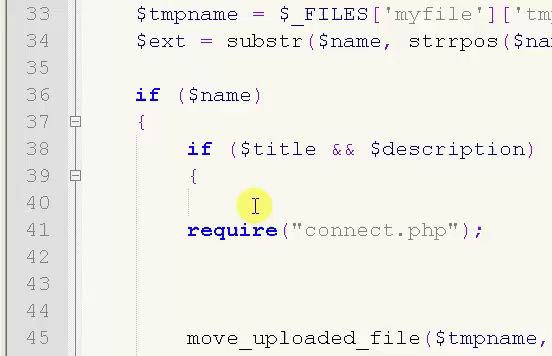 33 $tmpname = $_FILES['myfile']['tmp
34 $ext = substr($name, strrpos($na
35
36 if ($name)
37 {
38 if ($title && $description)
39 {
40
41 require("connect.php");
42
43
44
45 move_uploaded_file($tmpname,